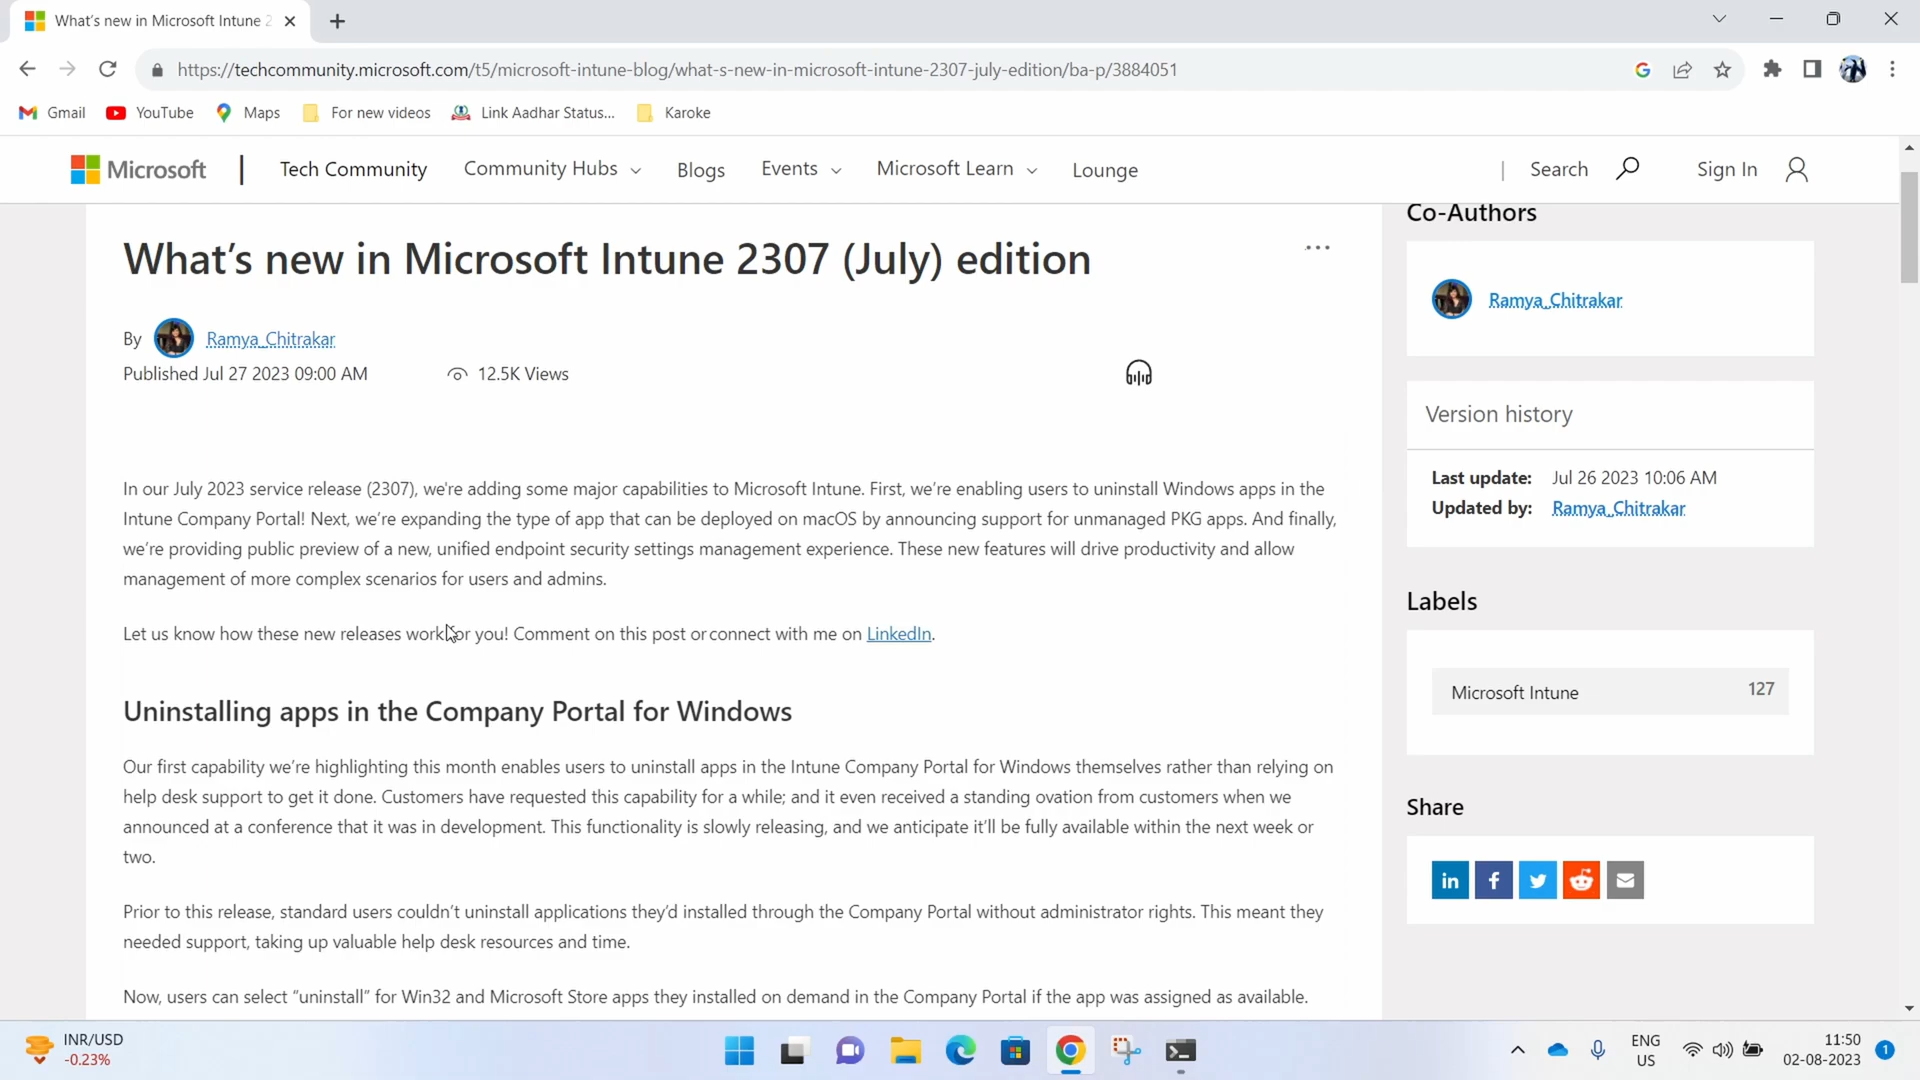 What's new in Microsoft Intune 2
https://techcommunity.microsoft.com/t5/microsoft-intune-blog/what-s-new-in-microsoft-intune-2307-july-edition/ba-p/3884051
Gmail YouTube Maps For new videos Link Aadhar Status... Karoke
Microsoft | Tech Community Community Hubs Blogs Events Microsoft Learn Lounge | Search Sign In
What's new in Microsoft Intune 2307 (July) edition
By Ramya_Chitrakar
Published Jul 27 2023 09:00 AM 12.5K Views
In our July 2023 service release (2307), we're adding some major capabilities to Microsoft Intune. First, we're enabling users to uninstall Windows apps in the
Intune Company Portal! Next, we're expanding the type of app that can be deployed on macOS by announcing support for unmanaged PKG apps. And finally,
we're providing public preview of a new, unified endpoint security settings management experience. These new features will drive productivity and allow
management of more complex scenarios for users and admins.
Let us know how these new releases work for you! Comment on this post or connect with me on LinkedIn.
Uninstalling apps in the Company Portal for Windows
Our first capability we're highlighting this month enables users to uninstall apps in the Intune Company Portal for Windows themselves rather than relying on
help desk support to get it done. Customers have requested this capability for a while; and it even received a standing ovation from customers when we
announced at a conference that it was in development. This functionality is slowly releasing, and we anticipate it'll be fully available within the next week or
two.
Prior to this release, standard users couldn't uninstall applications they'd installed through the Company Portal without administrator rights. This meant they
needed support, taking up valuable help desk resources and time.
Now, users can select "uninstall" for Win32 and Microsoft Store apps they installed on demand in the Company Portal if the app was assigned as available.
Co-Authors
Ramya_Chitrakar
Version history
Last update: Jul 26 2023 10:06 AM
Updated by: Ramya_Chitrakar
Labels
Microsoft Intune 127
Share
in f
INR/USD
-0.23%
ENG
US
11:50
02-08-2023
1